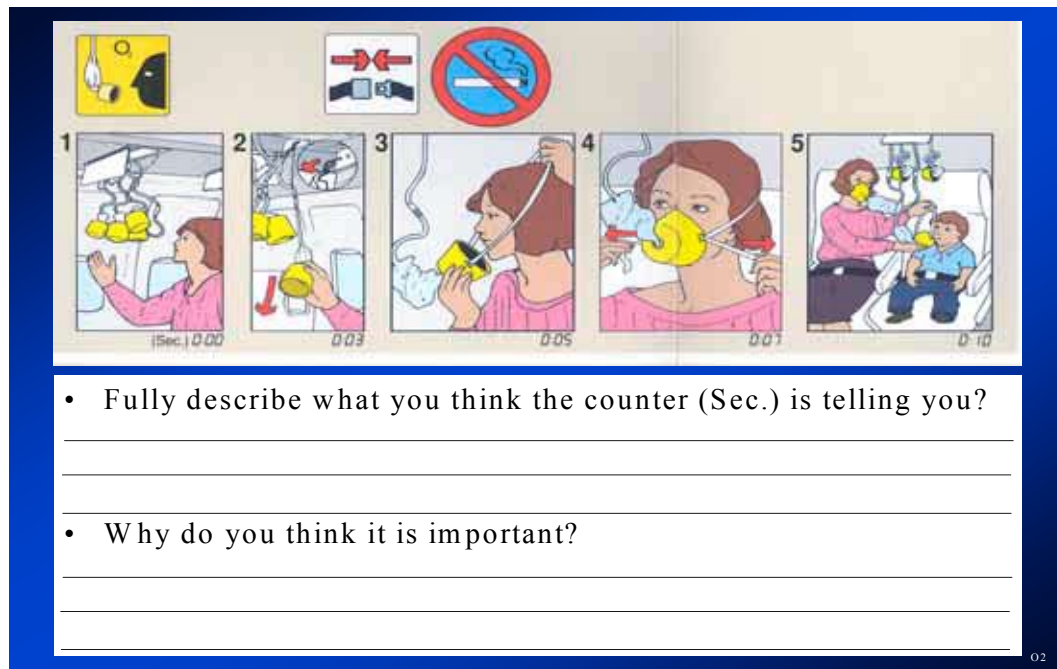 O2
1 2 3 4 5
(Sec.) 0:00 0:03 0:05 0:07 0:10
• Fully describe what you think the counter (Sec.) is telling you?
• Why do you think it is important?
O2